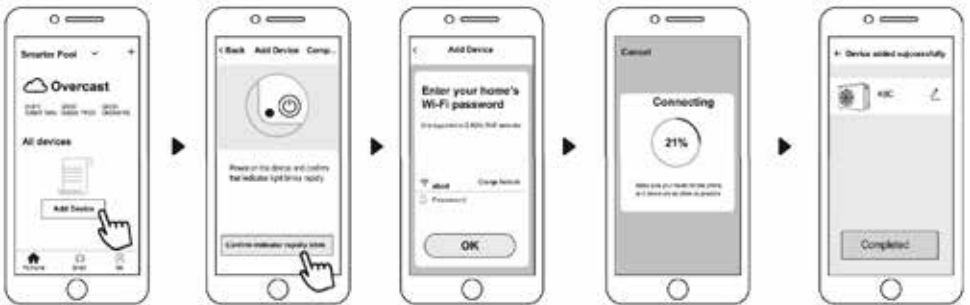 Smarter Pool
Overcast
All devices
Add Device
< Back Add Device Comp...
Power on the device and confirm
that indicator light blinks rapidly
Confirm indicator rapidly blink
Add Device
Enter your home's
Wi-Fi password
Change Network
Password
OK
Cancel
Connecting
21%
Device added successfully
Completed